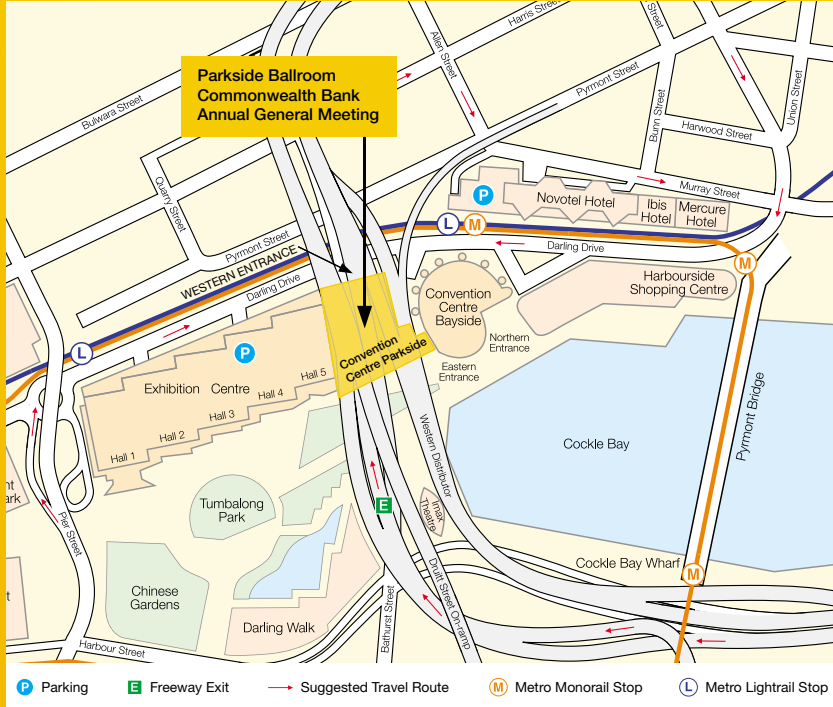 Harris Street
Street
Allen Street
Parkside Ballroom
Commonwealth Bank
Annual General Meeting
Pyrmont Street
Union Street
Bulwara Street
Bunn Street
Harwood Street
Quarry Street
P
Murray Street
Novotel Hotel
Ibis
Hotel
Mercure
Hotel
L
M
Pyrmont Street
WESTERN ENTRANCE
Darling Drive
M
Harbourside
Shopping Centre
Darling Drive
Convention
Centre
Bayside
Northern
Entrance
Convention
Centre Parkside
L
P
Eastern
Entrance
Exhibition Centre
Hall 5
Hall 4
Hall 3
Hall 2
Hall 1
Pyrmont Bridge
Cockle Bay
Western Distributor
nt
ark
Tumbalong
Park
E
Imax
Theatre
Pier Street
Cockle Bay Wharf
M
Chinese
Gardens
t
Druitt Street On-ramp
Bathurst Street
Darling Walk
Harbour Street
P Parking
E Freeway Exit
Suggested Travel Route
M Metro Monorail Stop
L Metro Lightrail Stop